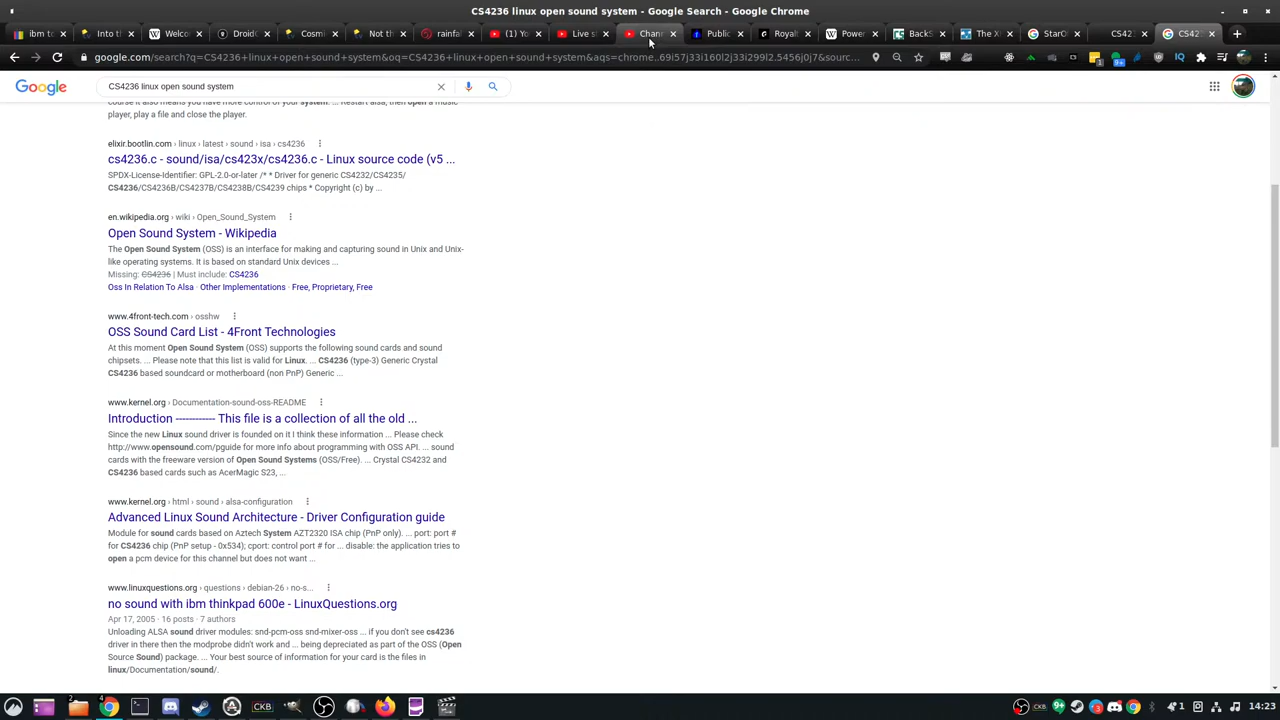 CS4236 linux open sound system - Google Search - Google Chrome
ibm t
Into ti
Welco
DroidC
Cosm
Not th
rainfa
(1) Yo
Live s
Chann
Public
Royal
Power
BackS
The X
StarO
CS42
CS42
google.com/search?q=CS4236+linux+open+sound+system+&aqs=chrome..69i57j33i160l2j33i299l2.5456j0j7&sourc...
1
9+
Google
CS4236 linux open sound system
course it also means you have more control of your system. ... Restart alsa, then open a music
player, play a file and close the player.
elixir.bootlin.com › linux › latest › sound › isa › cs4236
cs4236.c - sound/isa/cs423x/cs4236.c - Linux source code (v5 ...
SPDX-License-Identifier: GPL-2.0-or-later /* * Driver for generic CS4232/CS4235/
CS4236/CS4236B/CS4237B/CS4238B/CS4239 chips * Copyright (c) by ...
en.wikipedia.org › wiki › Open_Sound_System
Open Sound System - Wikipedia
The Open Sound System (OSS) is an interface for making and capturing sound in Unix and Unix-
like operating systems. It is based on standard Unix devices ...
Missing: CS4236 | Must include: CS4236
Oss In Relation To Alsa · Other Implementations · Free, Proprietary, Free
www.4front-tech.com › osshw
OSS Sound Card List - 4Front Technologies
At this moment Open Sound System (OSS) supports the following sound cards and sound
chipsets. ... Please note that this list is valid for Linux. ... CS4236 (type-3) Generic Crystal
CS4236 based soundcard or motherboard (non PnP) Generic ...
www.kernel.org › Documentation-sound-oss-README
Introduction ------------ This file is a collection of all the old ...
Since the new Linux sound driver is founded on it I think these information ... Please check
http://www.opensound.com/pguide for more info about programming with OSS API. ... sound
cards with the freeware version of Open Sound Systems (OSS/Free). ... Crystal CS4232 and
CS4236 based cards such as AcerMagic S23, ...
www.kernel.org › html › sound › alsa-configuration
Advanced Linux Sound Architecture - Driver Configuration guide
Module for sound cards based on Aztech System AZT2320 ISA chip (PnP only). ... port: port #
for CS4236 chip (PnP setup - 0x534); cport: control port # for ... disable: the application tries to
open a pcm device for this channel but does not want ...
www.linuxquestions.org › questions › debian-26 › no-s...
no sound with ibm thinkpad 600e - LinuxQuestions.org
Apr 17, 2005 · 16 posts · 7 authors
Unloading ALSA sound driver modules: snd-pcm-oss snd-mixer-oss ... if you don't see cs4236
driver in there then the modprobe didn't work and ... being depreciated as part of the OSS (Open
Source Sound) package. ... Your best source of information for your card is the files in
linux/Documentation/sound/.
2
4
CKB
CKB
3
14:23